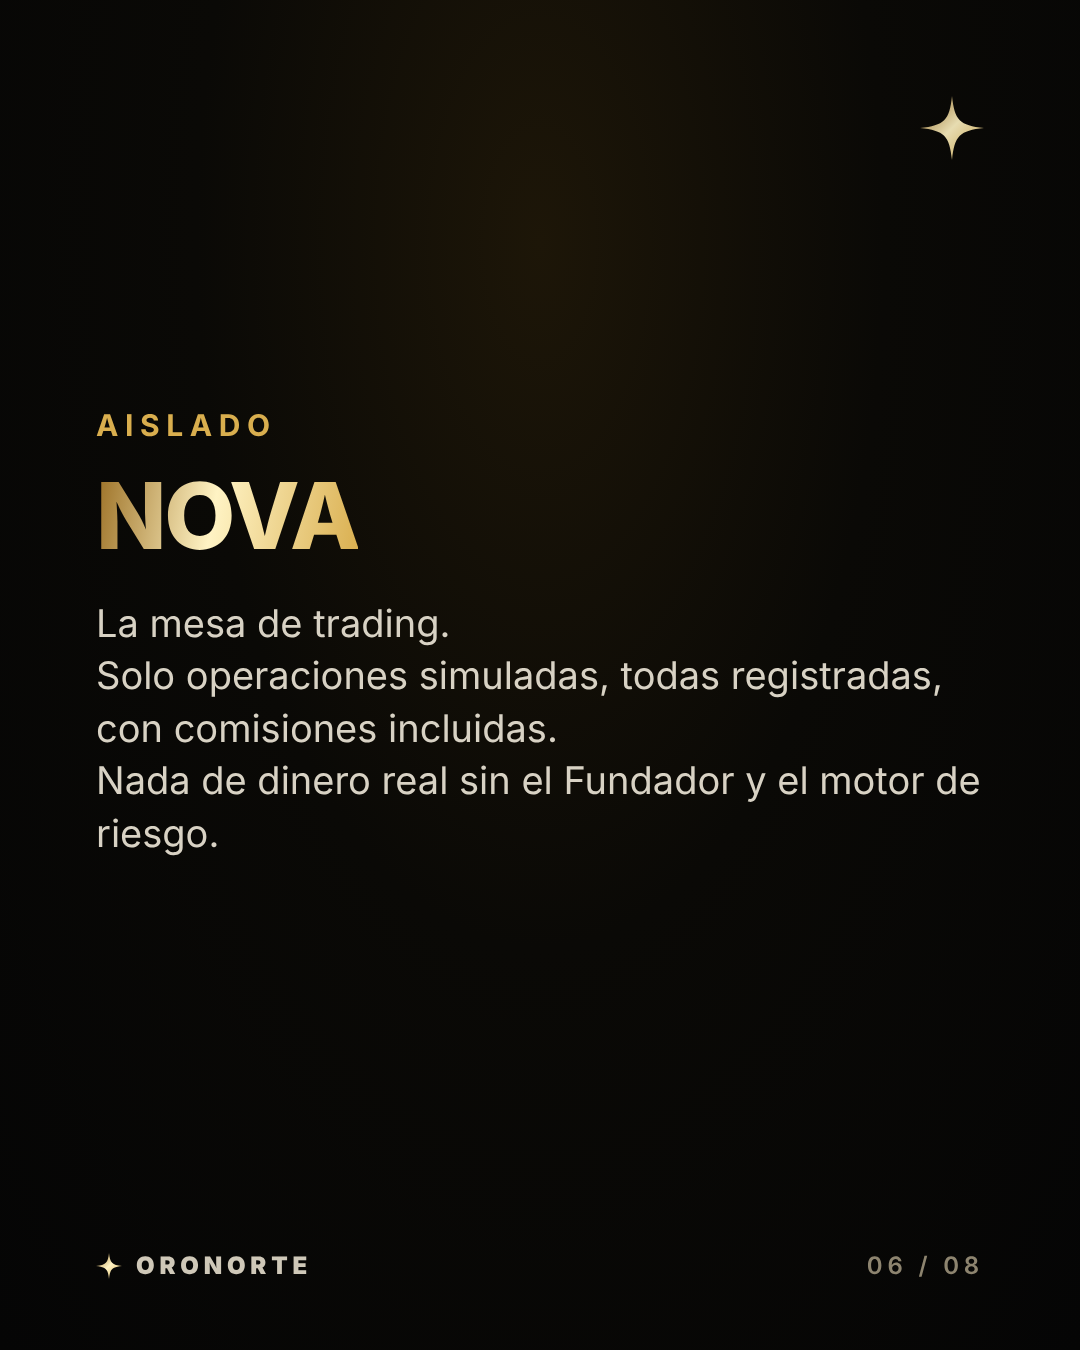 AISLADO
NOVA
La mesa de trading.
Solo operaciones simuladas, todas registradas,
con comisiones incluidas.
Nada de dinero real sin el Fundador y el motor de
riesgo.
ORONORTE
06 / 08